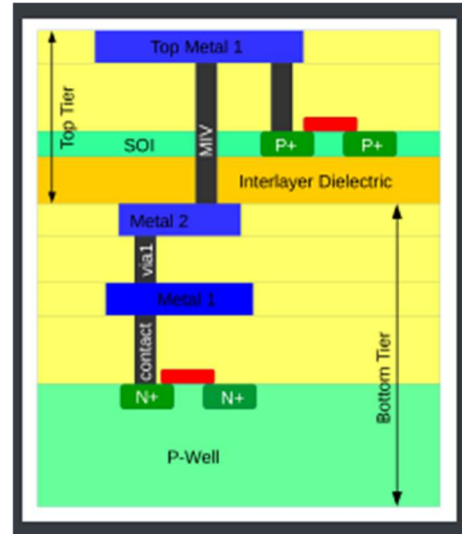 Top Metal 1
Top Tier
MIV
P+
P+
SOI
Interlayer Dielectric
Metal 2
via1
Metal 1
contact
Bottom Tier
N+
N+
P-Well